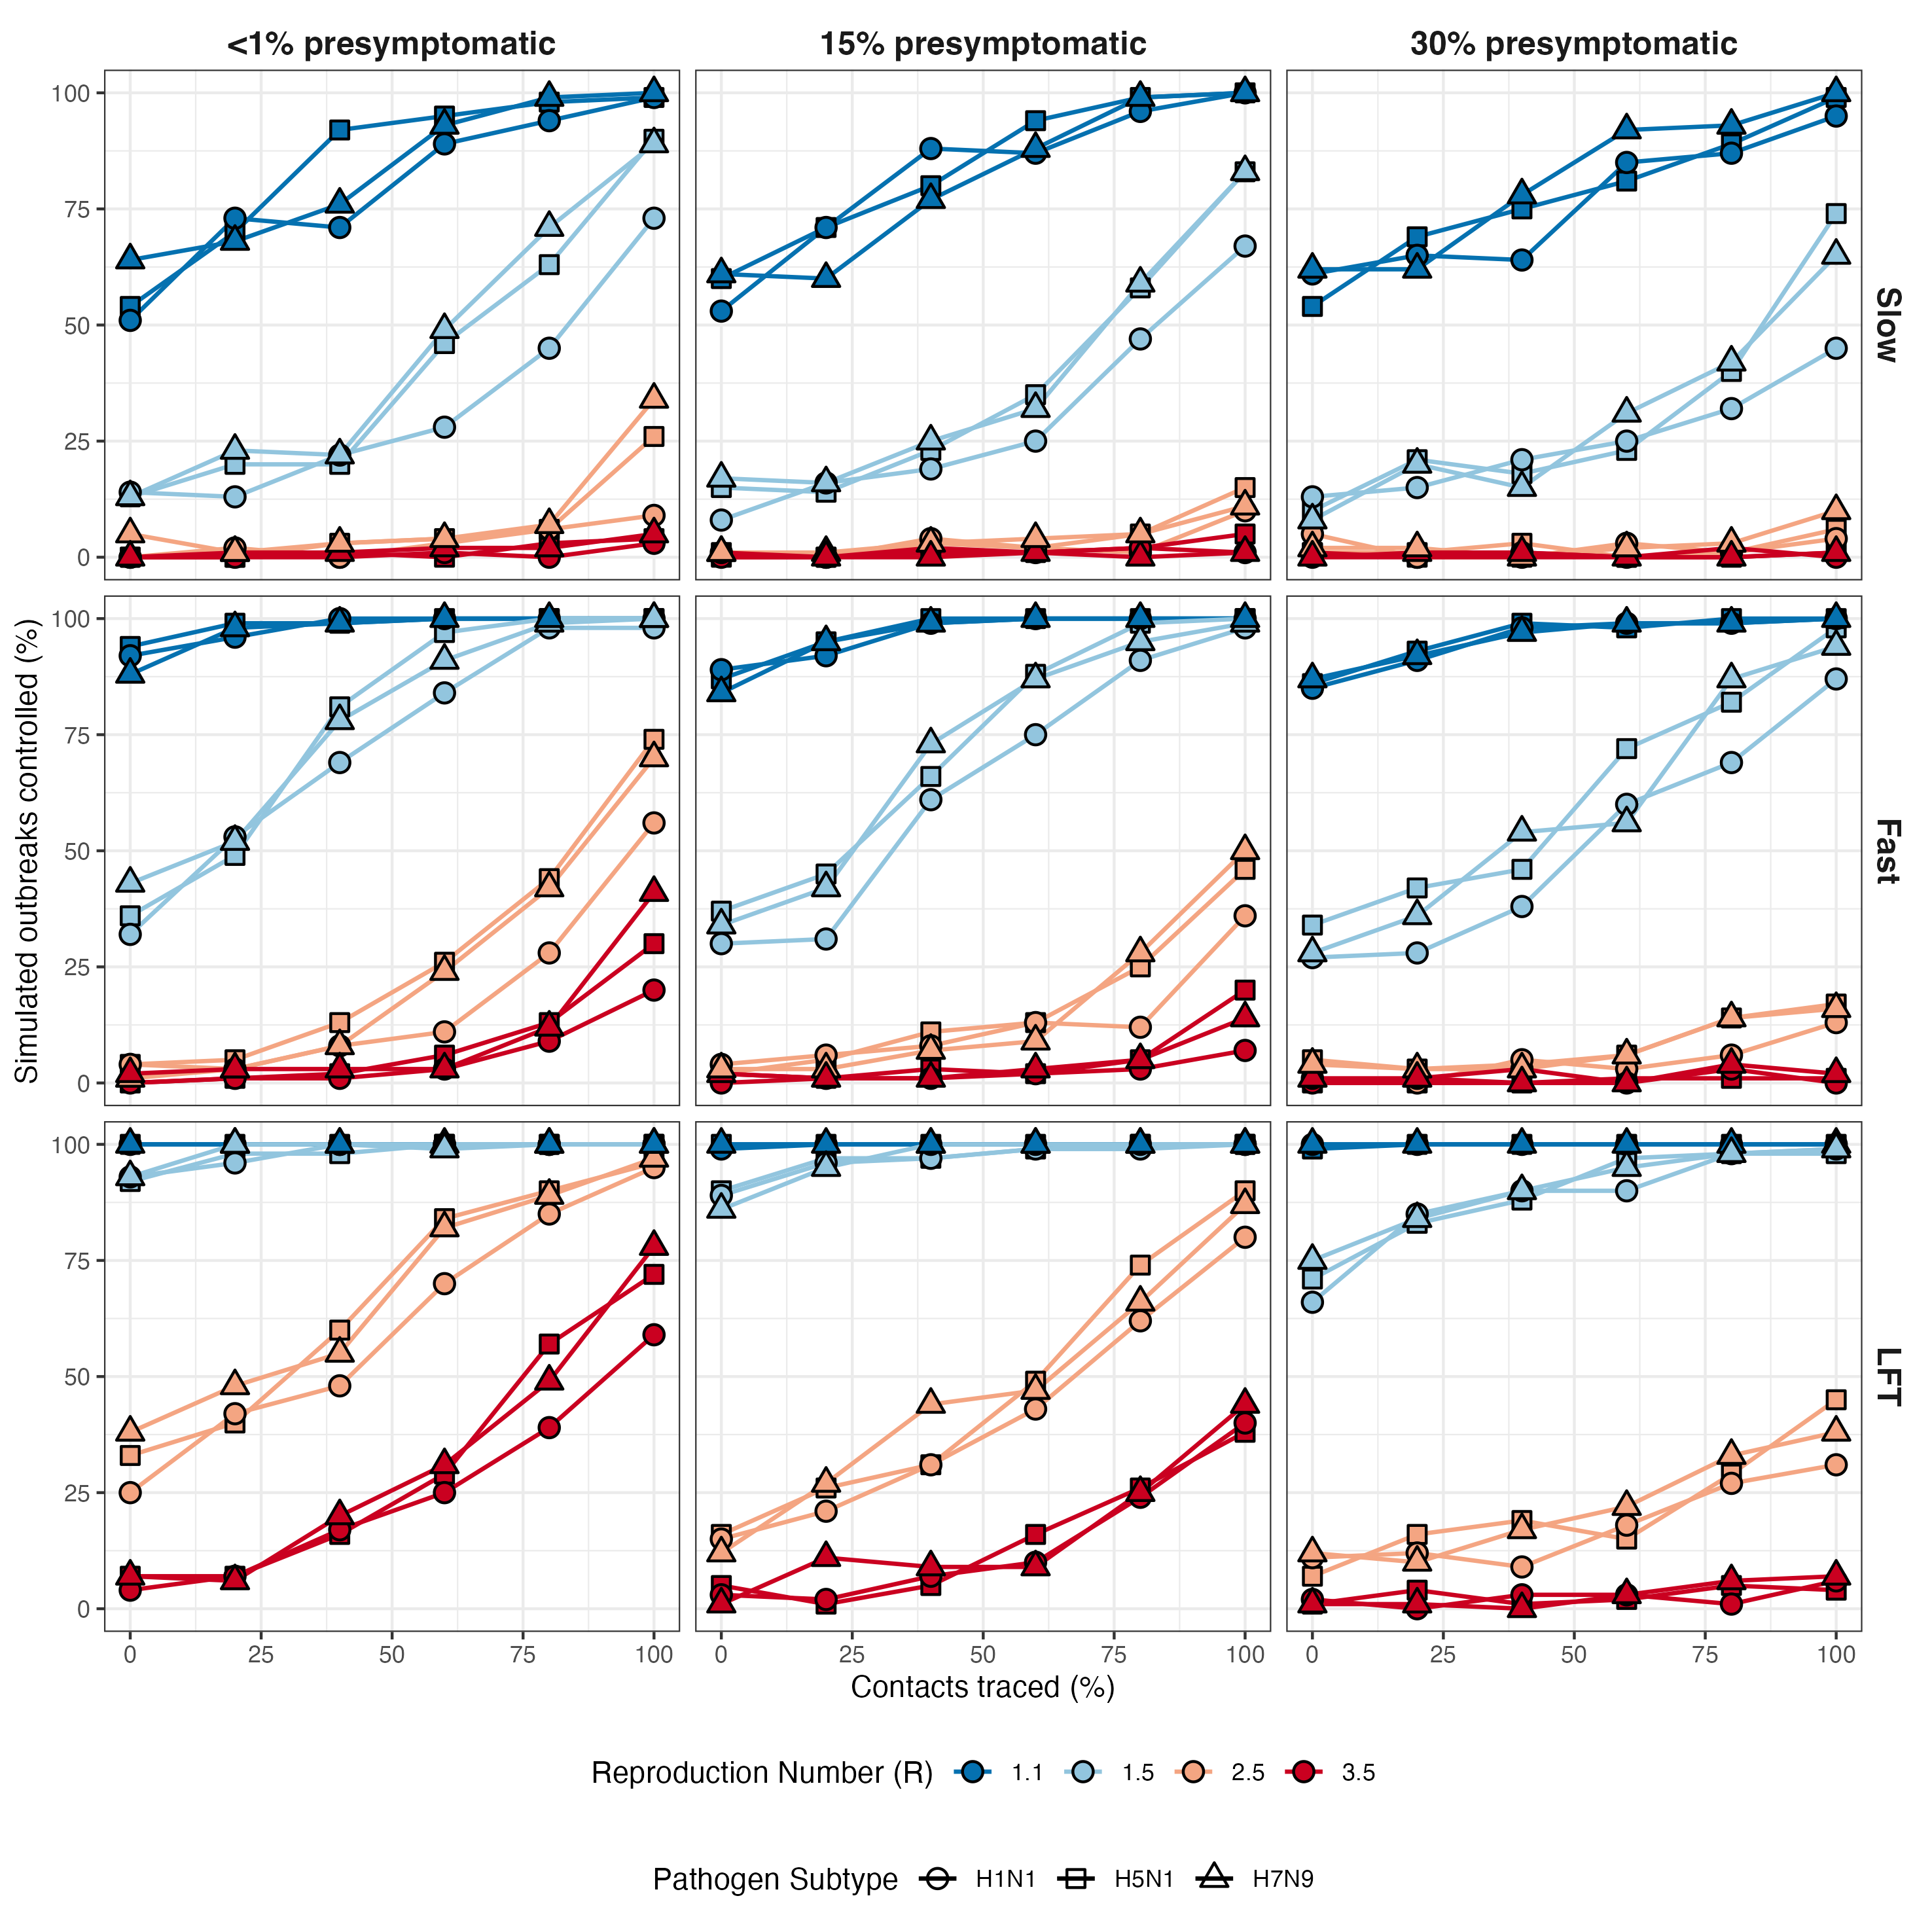 <1% presymptomatic 15% presymptomatic 30% presymptomatic
100
75
50
25
0
Slow
100
75
50
25
0
Fast
Simulated outbreaks controlled (%)
100
75
50
25
0
LFT
0 25 50 75 100 0 25 50 75 100 0 25 50 75 100
Contacts traced (%)
Reproduction Number (R) 1.1 1.5 2.5 3.5
Pathogen Subtype H1N1 H5N1 H7N9